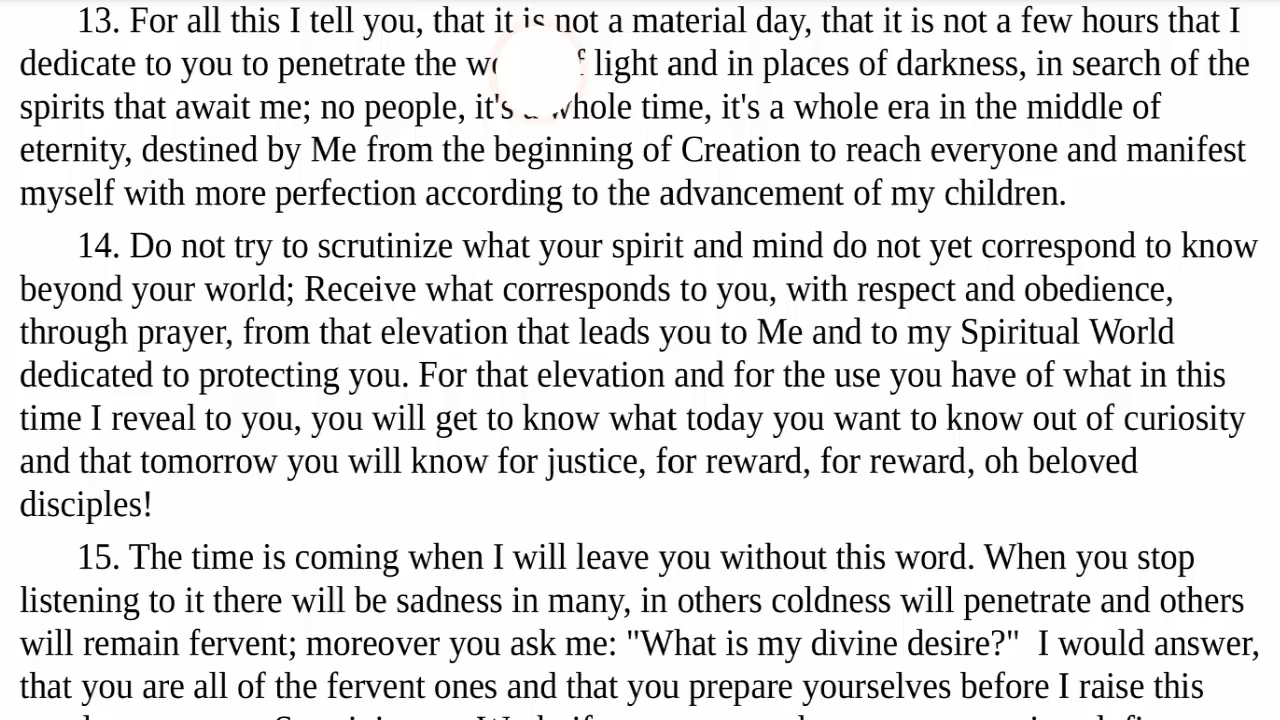 13. For all this I tell you, that it is not a material day, that it is not a few hours that I
dedicate to you to penetrate the light and in places of darkness, in search of the
spirits that await me; no people, it's a whole time, it's a whole era in the middle of
eternity, destined by Me from the beginning of Creation to reach everyone and manifest
myself with more perfection according to the advancement of my children.
14. Do not try to scrutinize what your spirit and mind do not yet correspond to know
beyond your world; Receive what corresponds to you, with respect and obedience,
through prayer, from that elevation that leads you to Me and to my Spiritual World
dedicated to protecting you. For that elevation and for the use you have of what in this
time I reveal to you, you will get to know what today you want to know out of curiosity
and that tomorrow you will know for justice, for reward, for reward, oh beloved
disciples!
15. The time is coming when I will leave you without this word. When you stop
listening to it there will be sadness in many, in others coldness will penetrate and others
will remain fervent; moreover you ask me: "What is my divine desire?"  I would answer,
that you are all of the fervent ones and that you prepare yourselves before I raise this